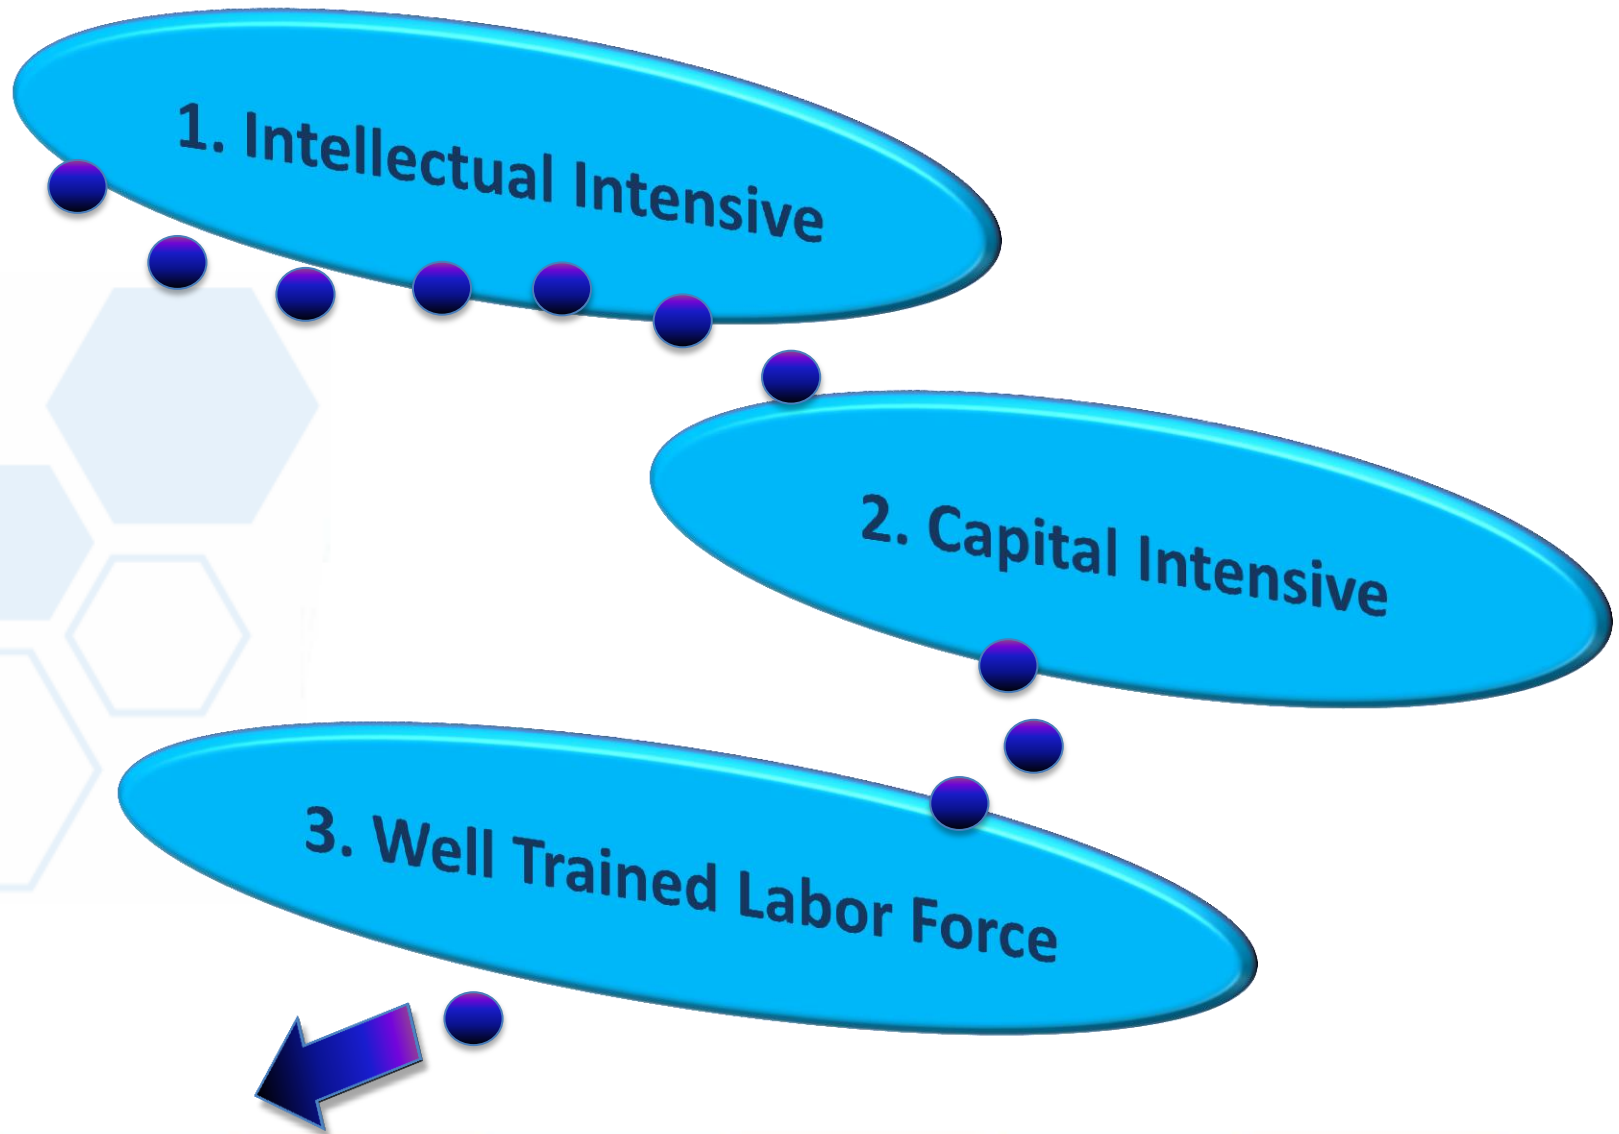 1. Intellectual Intensive
2. Capital Intensive
3. Well Trained Labor Force